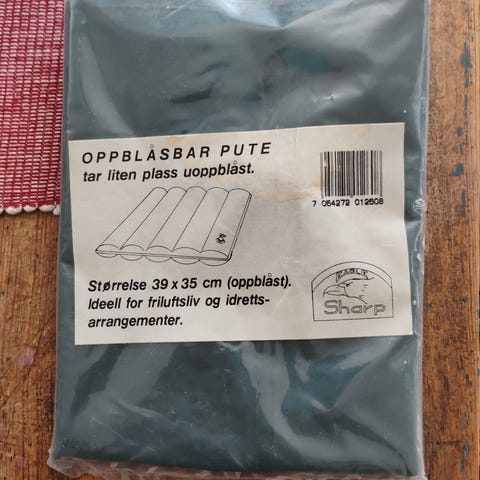 OPPBLÅSBAR PUTE
tar liten plass uoppblåst.
7 054272 012608
Størrelse 39 x 35 cm (oppblåst).
Ideell for friluftsliv og idretts-
arrangementer.
EAGLE
Sharp